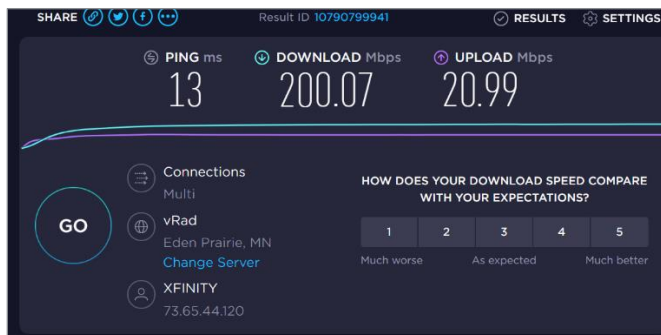 SHARE
Result ID 10790799941
RESULTS
SETTINGS
PING ms
DOWNLOAD Mbps
UPLOAD Mbps
13
200.07
20.99
Connections
Multi
vRad
Eden Prairie, MN
Change Server
XFINITY
73.65.44.120
GO
HOW DOES YOUR DOWNLOAD SPEED COMPARE
WITH YOUR EXPECTATIONS?
1 2 3 4 5
Much worse As expected Much better